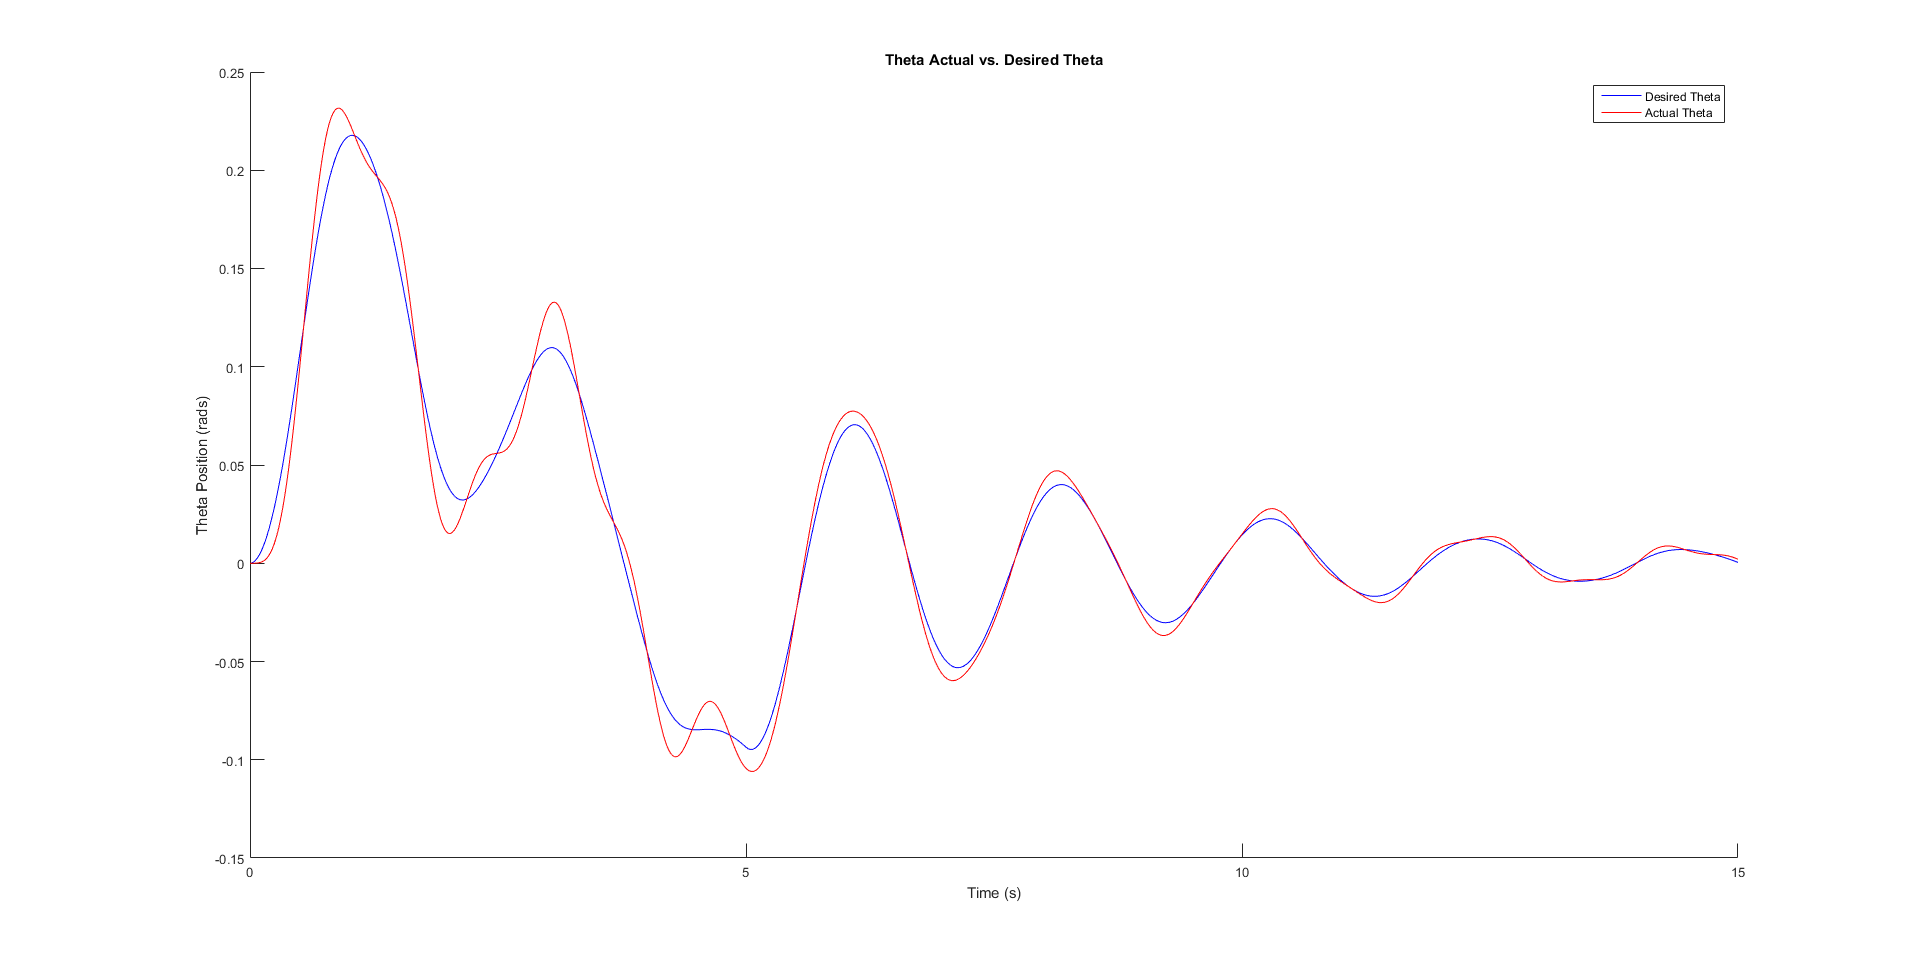 Theta Actual vs. Desired Theta
Desired Theta
Actual Theta
0.25
0.2
0.15
0.1
0.05
0
-0.05
-0.1
-0.15
Theta Position (rads)
0
5
10
15
Time (s)